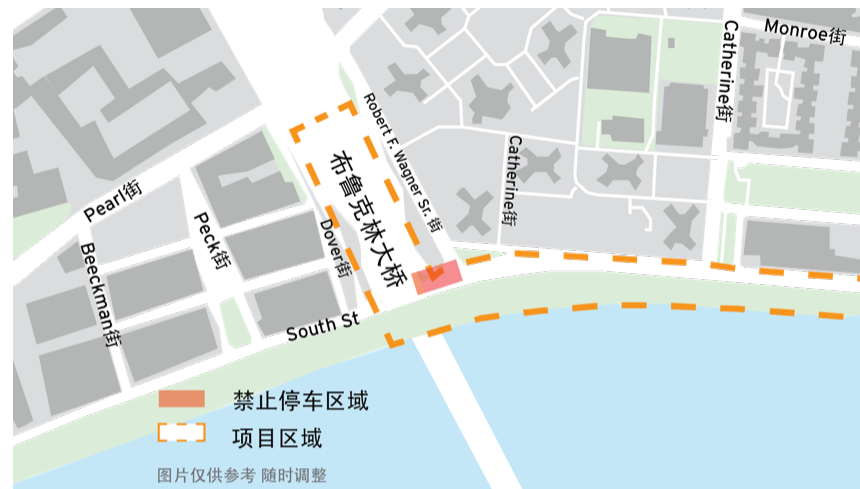 Monroe街
Catherine街
Robert F. Wagner Sr. 街
Catherine街
布鲁克林大桥
Pearl街
Peck街
Dover街
Beeckman街
South St
禁止停车区域
项目区域
图片仅供参考 随时调整